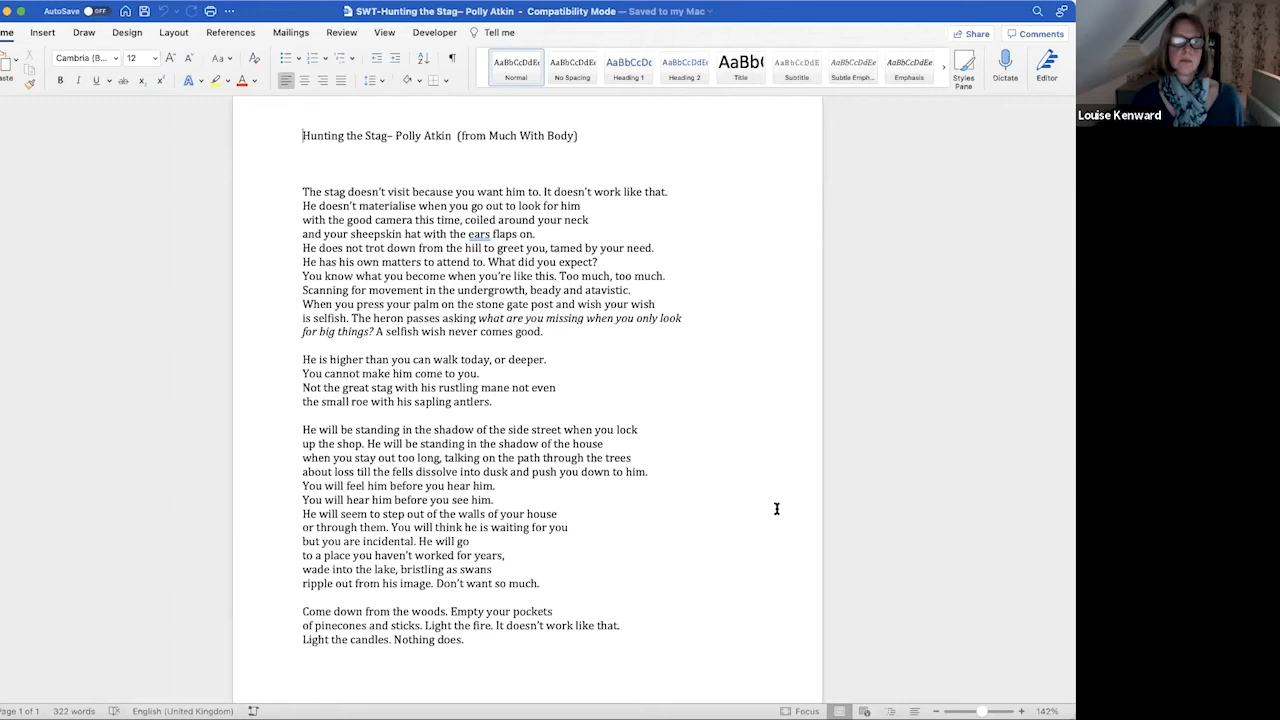 AutoSave OFF
SWT-Hunting the Stag– Polly Atkin - Compatibility Mode — Saved to my Mac
me Insert Draw Design Layout References Mailings Review View Developer Tell me
Share Comments
aste
Cambria (B... 12
AaBbCcDdEe AaBbCcDdEe AaBbCcDc AaBbCcDdEe AaBb( AaBbCcDdE AaBbCcDdEe AaBbCcDdEe
Normal No Spacing Heading 1 Heading 2 Title Subtitle Subtle Emph... Emphasis
Styles Pane Dictate Editor
Louise Kenward
Hunting the Stag– Polly Atkin (from Much With Body)
The stag doesn't visit because you want him to. It doesn't work like that.
He doesn't materialise when you go out to look for him
with the good camera this time, coiled around your neck
and your sheepskin hat with the ears flaps on.
He does not trot down from the hill to greet you, tamed by your need.
He has his own matters to attend to. What did you expect?
You know what you become when you're like this. Too much, too much.
Scanning for movement in the undergrowth, beady and atavistic.
When you press your palm on the stone gate post and wish your wish
is selfish. The heron passes asking what are you missing when you only look
for big things? A selfish wish never comes good.
He is higher than you can walk today, or deeper.
You cannot make him come to you.
Not the great stag with his rustling mane not even
the small roe with his sapling antlers.
He will be standing in the shadow of the side street when you lock
up the shop. He will be standing in the shadow of the house
when you stay out too long, talking on the path through the trees
about loss till the fells dissolve into dusk and push you down to him.
You will feel him before you hear him.
You will hear him before you see him.
He will seem to step out of the walls of your house
or through them. You will think he is waiting for you
but you are incidental. He will go
to a place you haven't worked for years,
wade into the lake, bristling as swans
ripple out from his image. Don't want so much.
Come down from the woods. Empty your pockets
of pinecones and sticks. Light the fire. It doesn't work like that.
Light the candles. Nothing does.
Page 1 of 1 322 words English (United Kingdom) Focus 142%